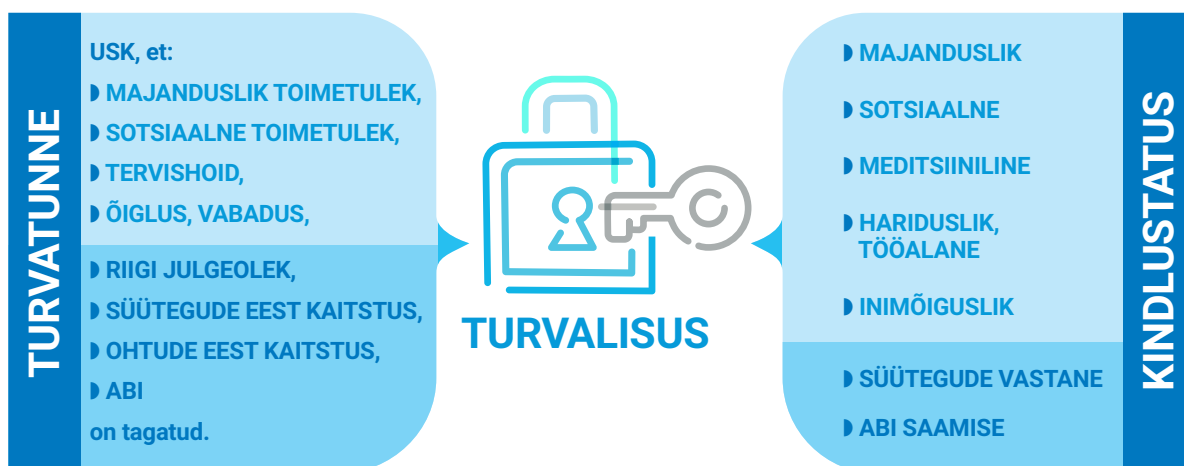 TURVATUNNE
USK, et:
◗ MAJANDUSLIK TOIMETULEK,
◗ SOTSIAALNE TOIMETULEK,
◗ TERVISHOID,
◗ ÕIGLUS, VABADUS,
◗ RIIGI JULGEOLEK,
◗ SÜÜTEGUDE EEST KAITSTUS,
◗ OHTUDE EEST KAITSTUS,
◗ ABI
on tagatud.
TURVALISUS
◗ MAJANDUSLIK
◗ SOTSIAALNE
◗ MEDITSIINILINE
◗ HARIDUSLIK,
TÖÖALANE
◗ INIMÕIGUSLIK
◗ SÜÜTEGUDE VASTANE
◗ ABI SAAMISE
KINDLUSTATUS